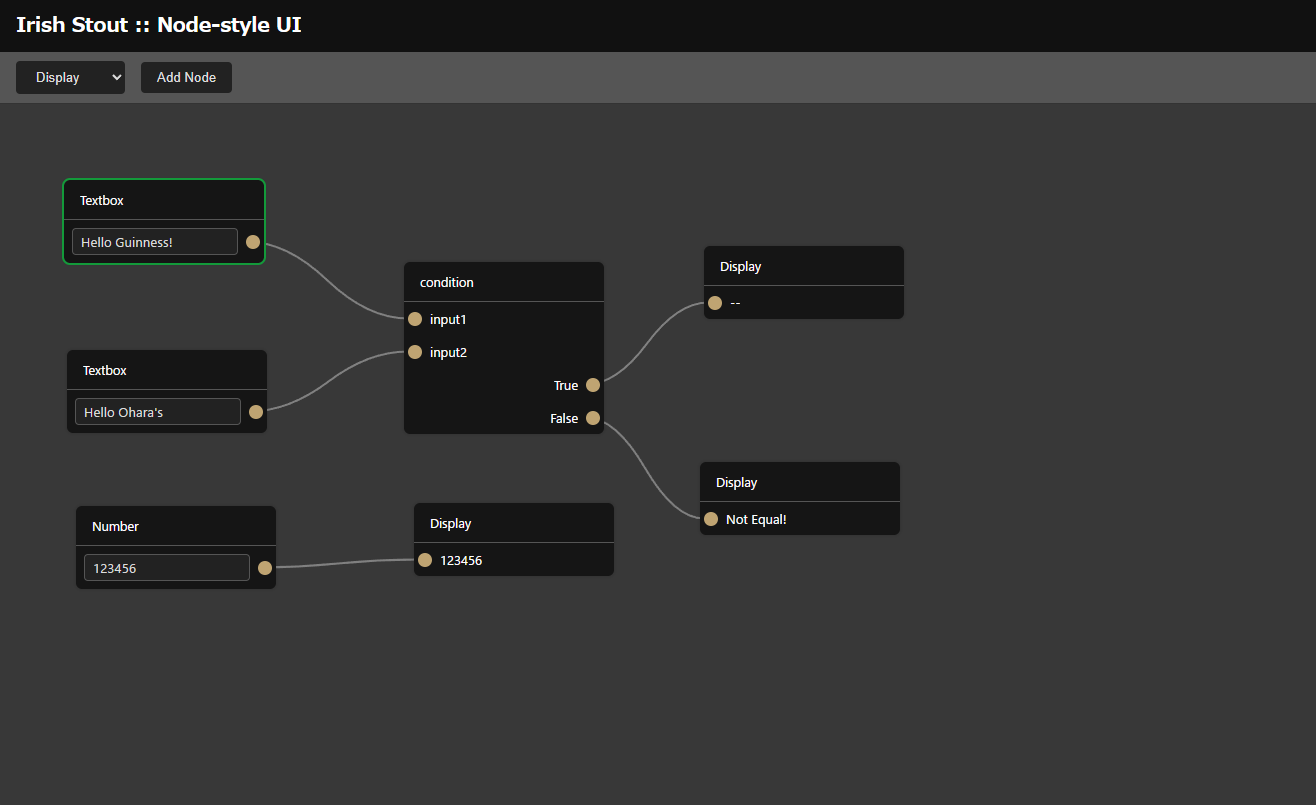 Irish Stout :: Node-style UI
Display
Add Node
Textbox
Hello Guinness!
Textbox
Hello Ohara's
Number
123456
condition
input1
input2
True
False
Display
123456
Display
--
Display
Not Equal!